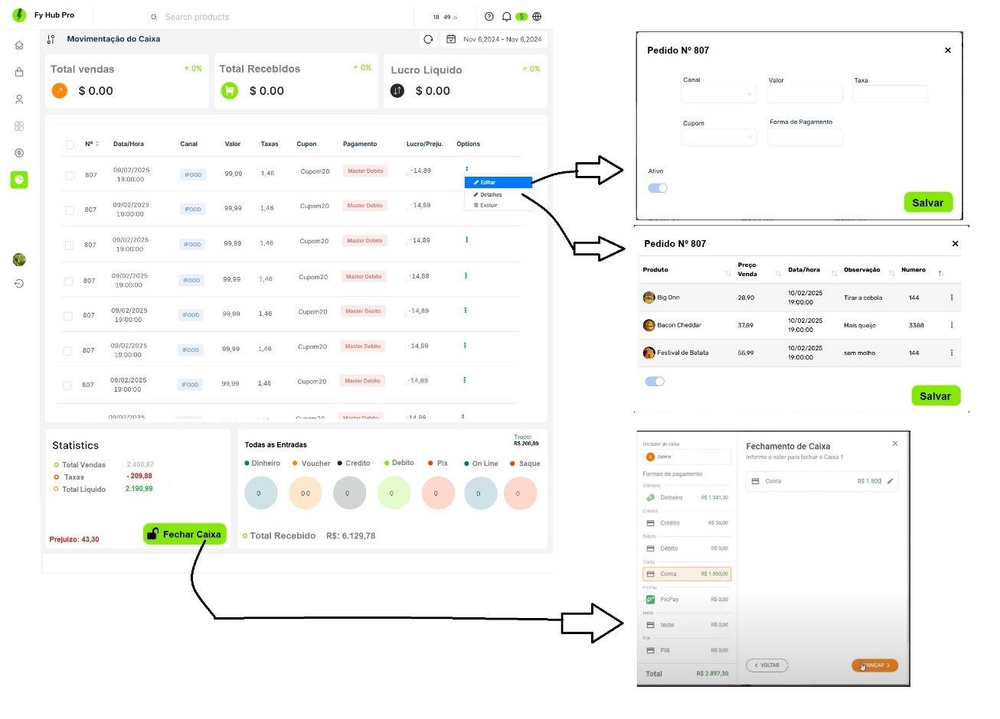 Fy Hub Pro
Search products
18 49 05
5
Movimentação do Caixa
Nov 6,2024 - Nov 6,2024
Total vendas
0%
$ 0.00
Total Recebidos
0%
$ 0.00
Lucro Liquido
0%
$ 0.00
Nº Data/Hora Canal Valor Taxas Cupon Pagamento Lucro/Preju. Options
807 09/02/2025 19:00:00 IFOOD 99,99 1,46 Cupom20 Master Debito -14,89
Editar
Detalhes
Excluir
807 09/02/2025 19:00:00 IFOOD 99,99 1,46 Cupom20 Master Debito -14,89
807 09/02/2025 19:00:00 IFOOD 99,99 1,46 Cupom20 Master Debito -14,89
807 09/02/2025 19:00:00 IFOOD 99,99 1,46 Cupom20 Master Debito -14,89
807 09/02/2025 19:00:00 IFOOD 99,99 1,46 Cupom20 Master Debito -14,89
807 09/02/2025 19:00:00 IFOOD 99,99 1,46 Cupom20 Master Debito -14,89
807 09/02/2025 19:00:00 IFOOD 99,99 1,46 Cupom20 Master Debito -14,89
09/02/2025 Cupom20 Master Debito -14,89
Statistics
Total Vendas 2.400,87
Taxas - 209,88
Total Liquido 2.190,99
Prejuizo: 43,30
Fechar Caixa
Todas as Entradas
Troco:
R$ 200,89
Dinheiro Voucher Credito Debito Pix On Line Saque
0 0 0 0 0 0 0 0
Total Recebido R$: 6.129,78
Pedido Nº 807
Canal Valor Taxa
Cupom Forma de Pagamento
Ativo
Salvar
Pedido Nº 807
Produto Preço Venda Data/hora Observação Numero
Big Onn 28,90 10/02/2025 19:00:00 Tirar a cebola 144
Bacon Cheddar 37,89 10/02/2025 19:00:00 Mais queijo 3388
Festival de Batata 55,99 10/02/2025 19:00:00 sem molho 144
Salvar
Iniciador do caixa
A Admin
Formas de pagamento
Dinheiro
Dinheiro R$ 1.341,30
Crédito
Crédito R$ 56,00
Débito
Débito R$ 0,00
Conta
Conta R$ 1.500,00
PicPay
PicPay R$ 0,00
teste
teste R$ 0,00
PIX
PIX R$ 0,00
Total R$ 2.897,30
Fechamento de Caixa
Informe o valor para fechar o Caixa 1
Conta R$ 1.500
VOLTAR